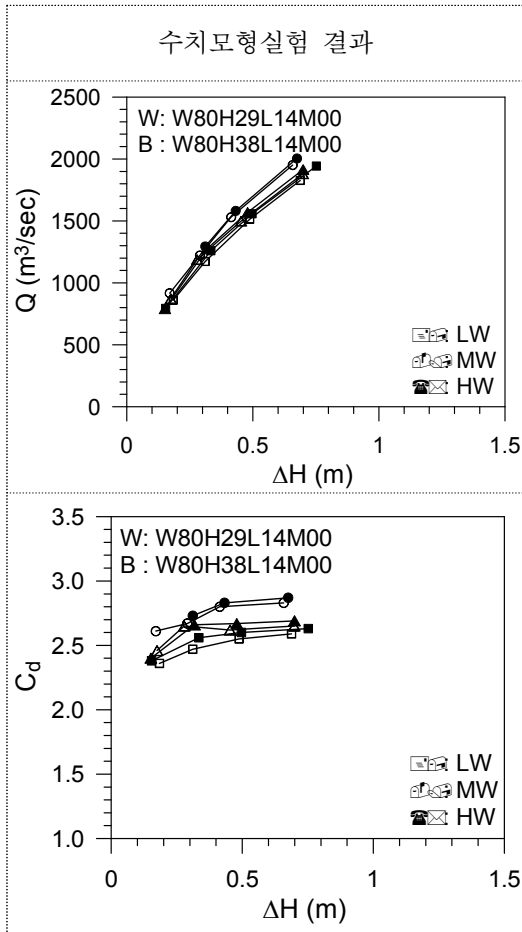 수치모형실험 결과
2500
2000
1500
1000
500
0
Q (m³/sec)
W: W80H29L14M00
B : W80H38L14M00
LW
MW
HW
0 0.5 1 1.5
ΔH (m)
3.5
3.0
2.5
2.0
1.5
1.0
C_d
W: W80H29L14M00
B : W80H38L14M00
LW
MW
HW
0 0.5 1 1.5
ΔH (m)